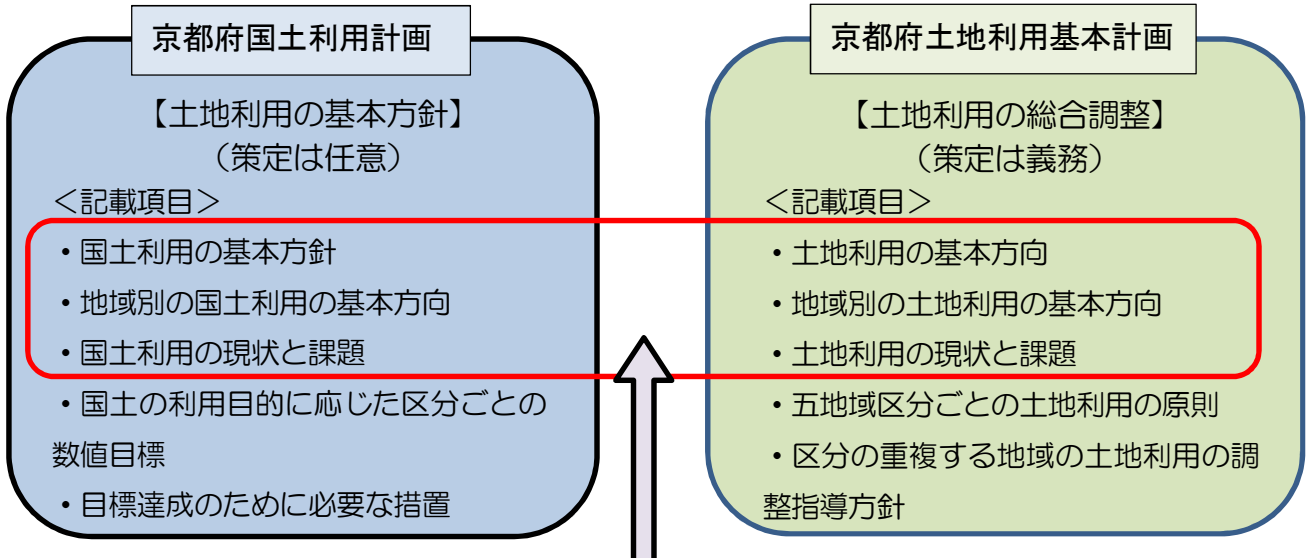 京都府国土利用計画
【土地利用の基本方針】
（策定は任意）
＜記載項目＞
・国土利用の基本方針
・地域別の国土利用の基本方向
・国土利用の現状と課題
・国土の利用目的に応じた区分ごとの
数値目標
・目標達成のために必要な措置
京都府土地利用基本計画
【土地利用の総合調整】
（策定は義務）
＜記載項目＞
・土地利用の基本方向
・地域別の土地利用の基本方向
・土地利用の現状と課題
・五地域区分ごとの土地利用の原則
・区分の重複する地域の土地利用の調
整指導方針